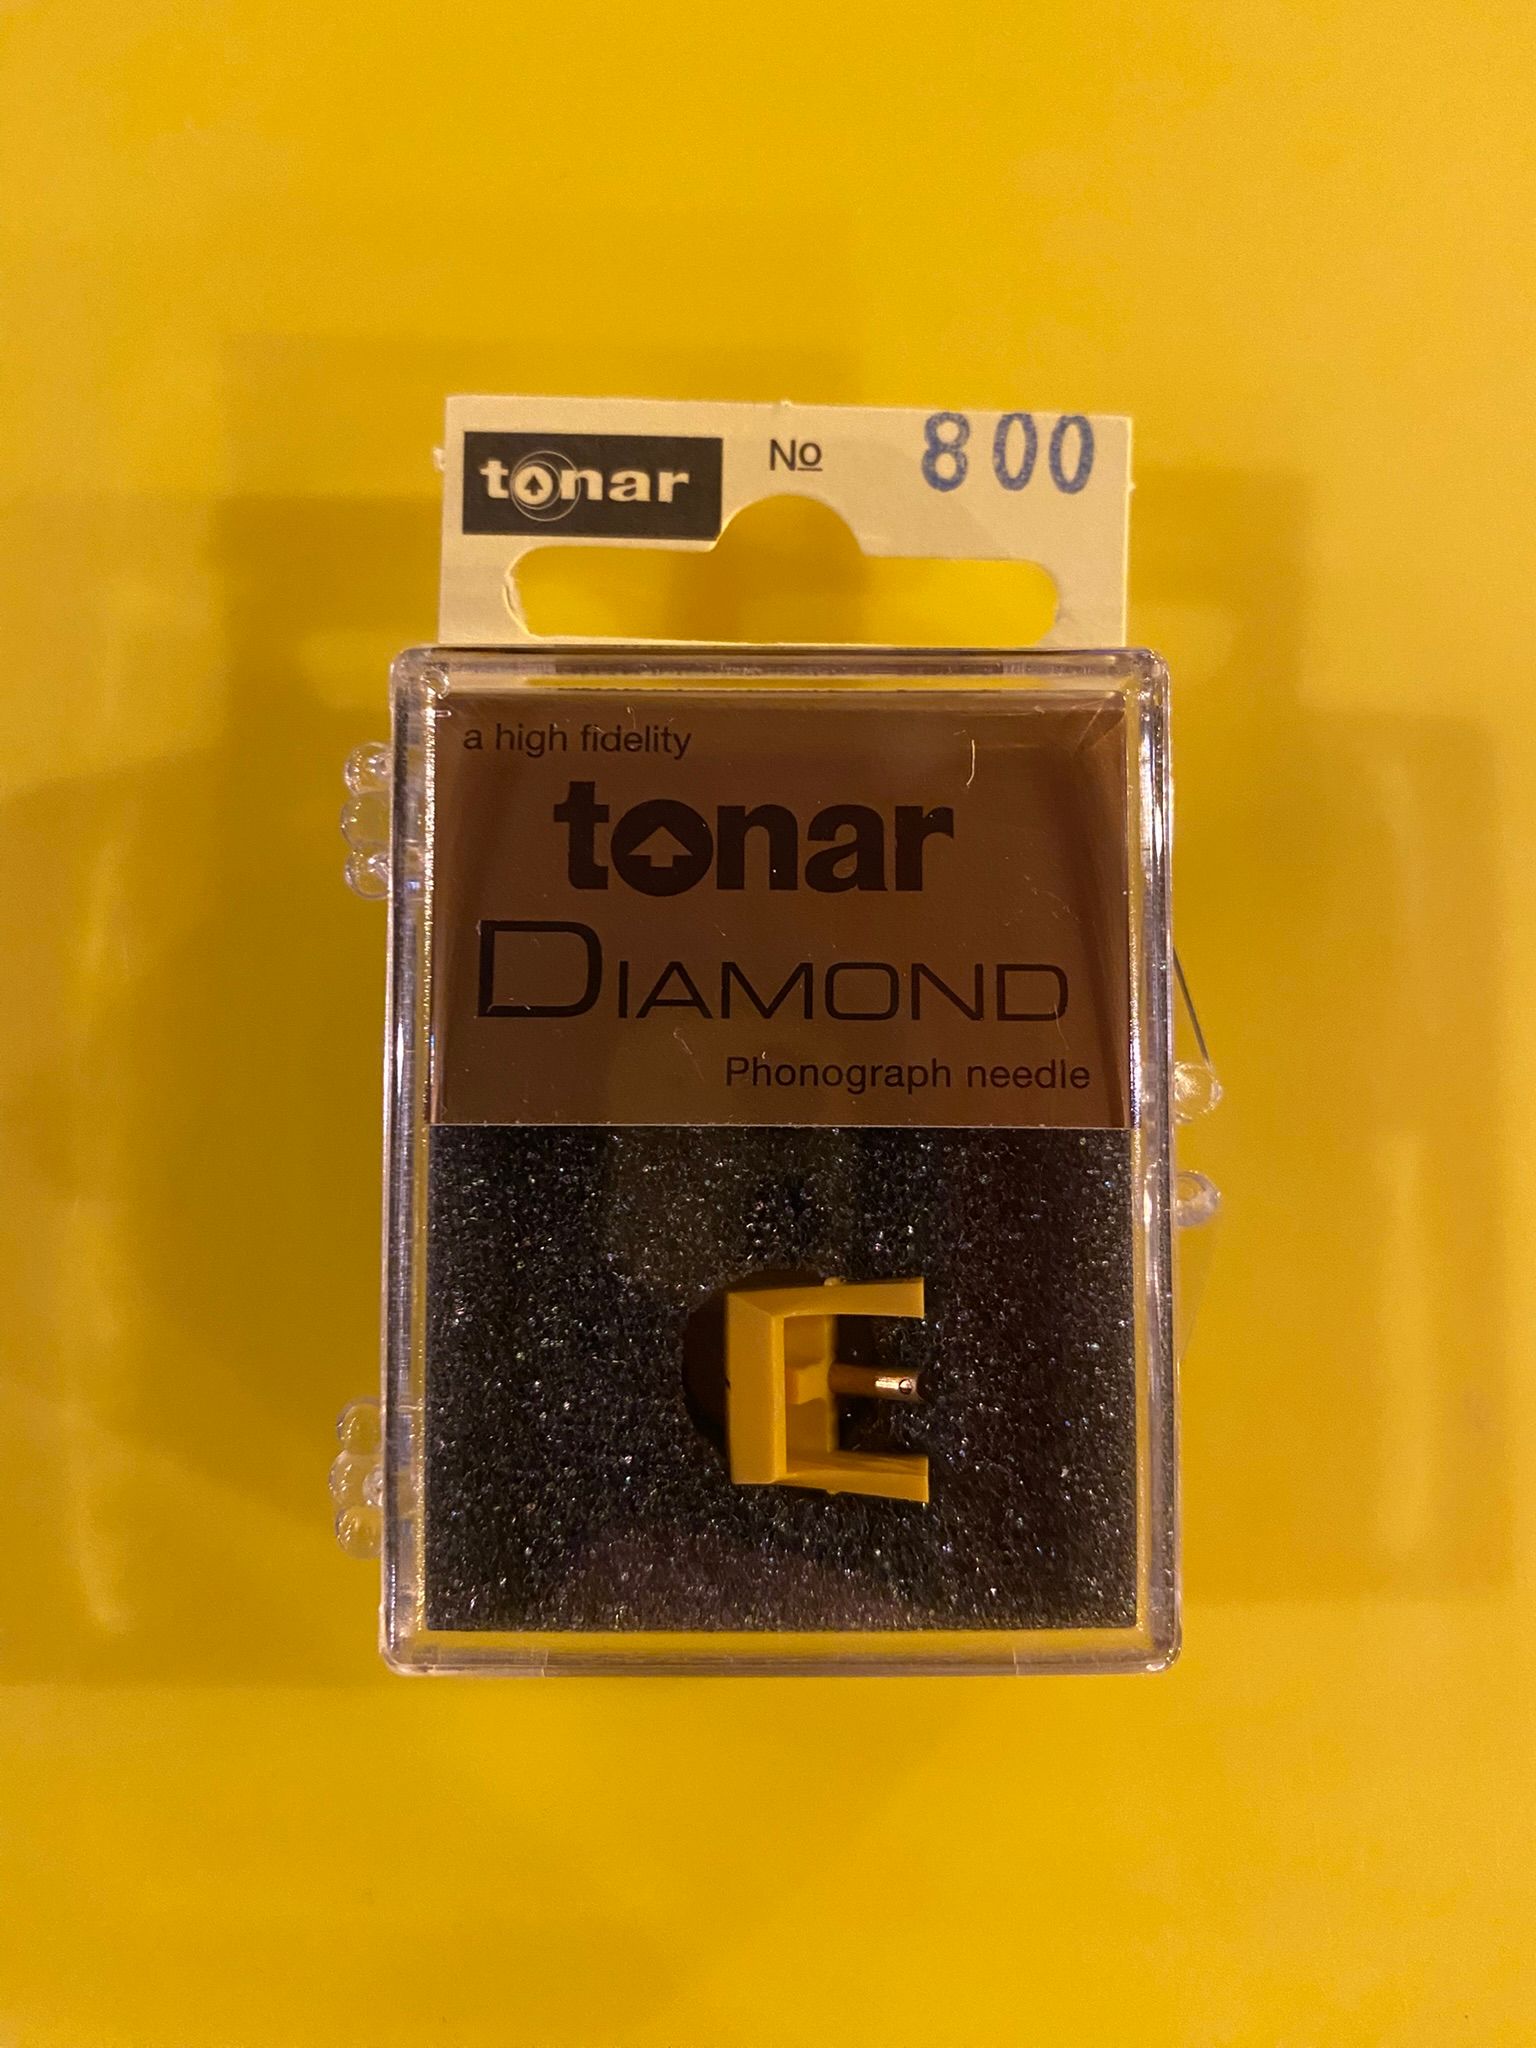 tonar № 800
a high fidelity
tonar
DIAMOND
Phonograph needle